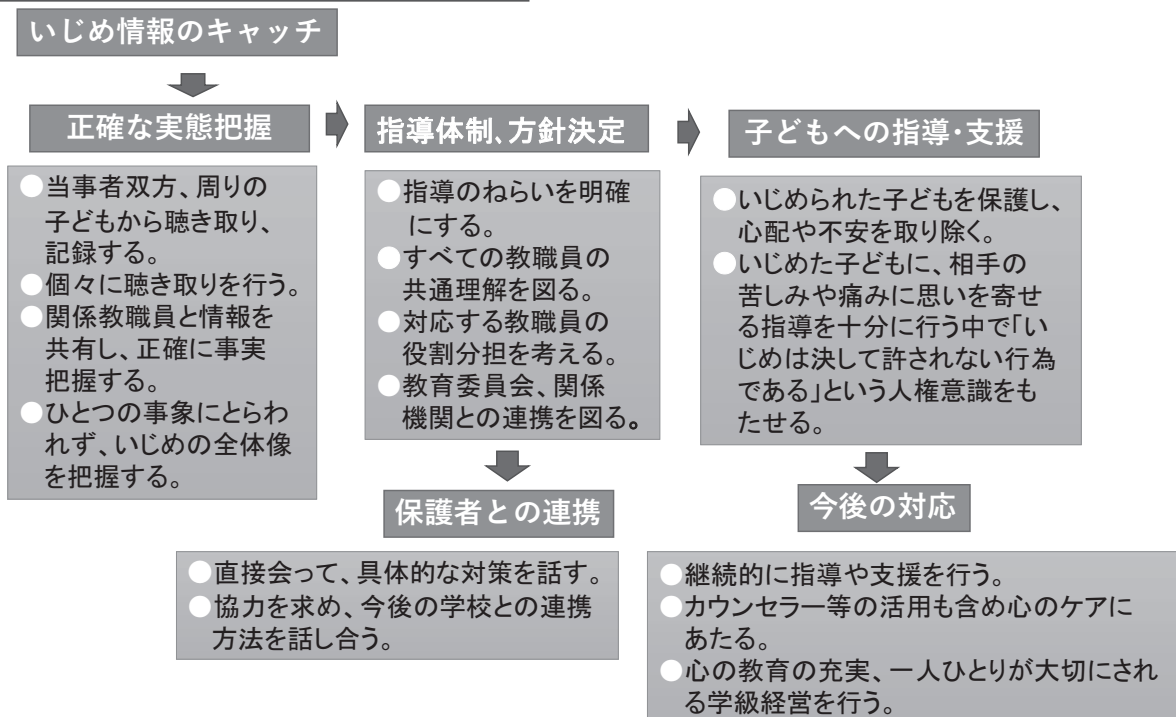 いじめ情報のキャッチ
正確な実態把握
●当事者双方、周りの
子どもから聴き取り、
記録する。
●個々に聴き取りを行う。
●関係教職員と情報を
共有し、正確に事実
把握する。
●ひとつの事象にとらわ
れず、いじめの全体像
を把握する。
指導体制、方針決定
●指導のねらいを明確
にする。
●すべての教職員の
共通理解を図る。
●対応する教職員の
役割分担を考える。
●教育委員会、関係
機関との連携を図る。
子どもへの指導・支援
●いじめられた子どもを保護し、
心配や不安を取り除く。
●いじめた子どもに、相手の
苦しみや痛みに思いを寄せ
る指導を十分に行う中で「い
じめは決して許されない行為
である」という人権意識をも
たせる。
保護者との連携
●直接会って、具体的な対策を話す。
●協力を求め、今後の学校との連携
方法を話し合う。
今後の対応
●継続的に指導や支援を行う。
●カウンセラー等の活用も含め心のケアに
あたる。
●心の教育の充実、一人ひとりが大切にされ
る学級経営を行う。